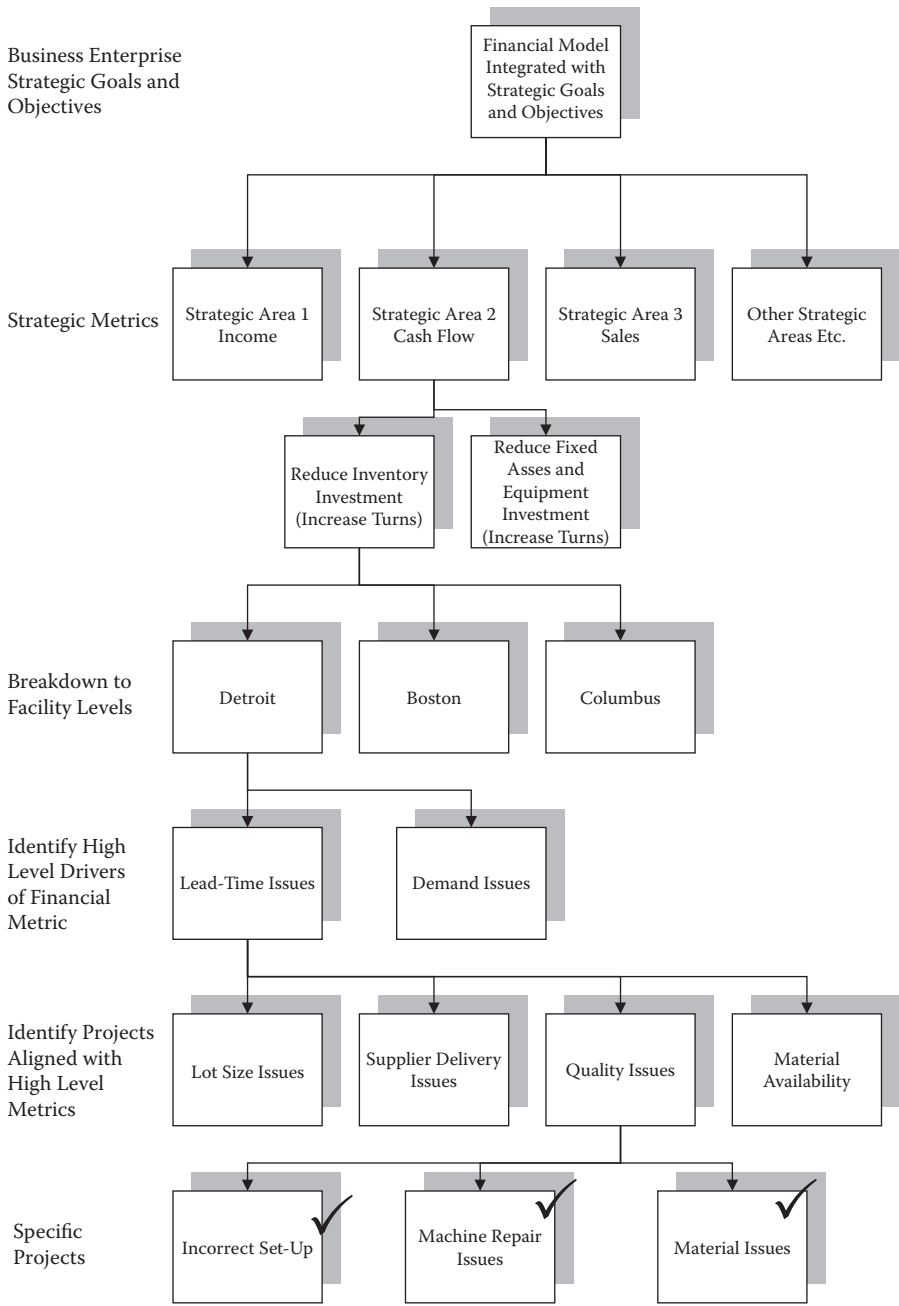 Business Enterprise
Strategic Goals and
Objectives
Financial Model
Integrated with
Strategic Goals
and Objectives
Strategic Metrics
Strategic Area 1
Income
Strategic Area 2
Cash Flow
Strategic Area 3
Sales
Other Strategic
Areas Etc.
Reduce Inventory
Investment
(Increase Turns)
Reduce Fixed
Asses and
Equipment
Investment
(Increase Turns)
Breakdown to
Facility Levels
Detroit
Boston
Columbus
Identify High
Level Drivers
of Financial
Metric
Lead-Time Issues
Demand Issues
Identify Projects
Aligned with
High Level
Metrics
Lot Size Issues
Supplier Delivery
Issues
Quality Issues
Material
Availability
Specific
Projects
Incorrect Set-Up
Machine Repair
Issues
Material Issues